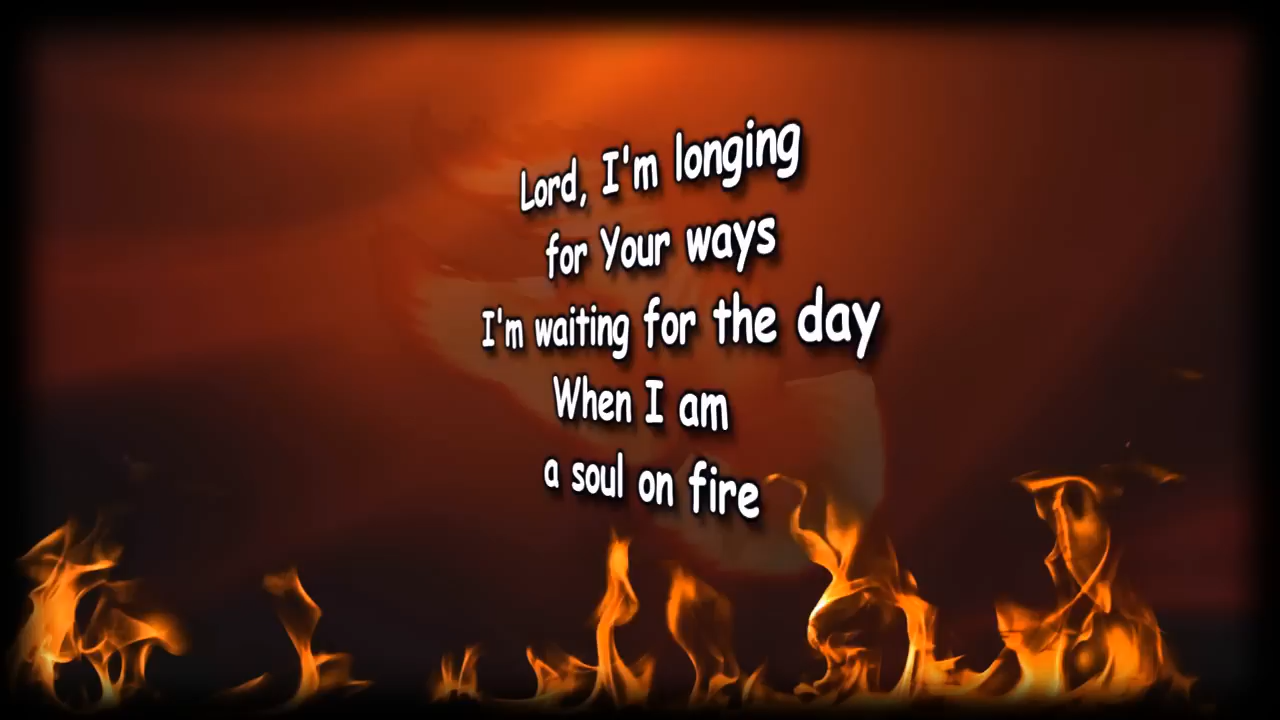 Lord, I'm longing
for Your ways
I'm waiting for the day
When I am
a soul on fire